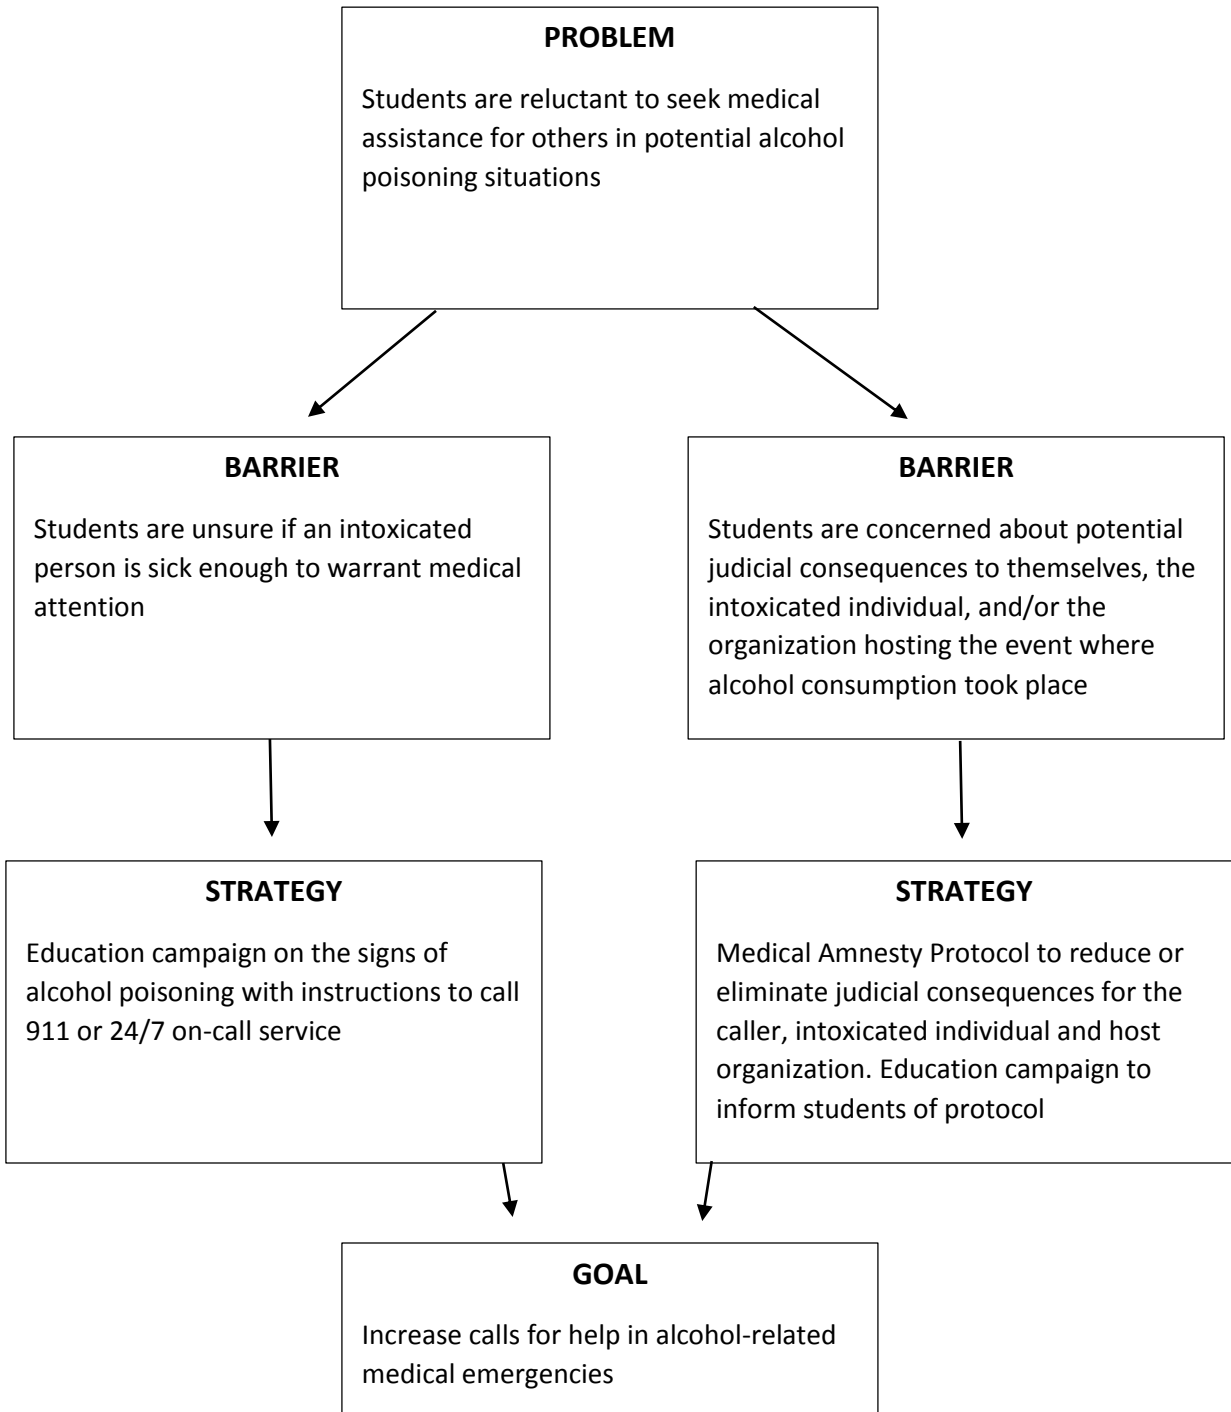 PROBLEM
Students are reluctant to seek medical
assistance for others in potential alcohol
poisoning situations
BARRIER
Students are unsure if an intoxicated
person is sick enough to warrant medical
attention
BARRIER
Students are concerned about potential
judicial consequences to themselves, the
intoxicated individual, and/or the
organization hosting the event where
alcohol consumption took place
STRATEGY
Education campaign on the signs of
alcohol poisoning with instructions to call
911 or 24/7 on-call service
STRATEGY
Medical Amnesty Protocol to reduce or
eliminate judicial consequences for the
caller, intoxicated individual and host
organization. Education campaign to
inform students of protocol
GOAL
Increase calls for help in alcohol-related
medical emergencies